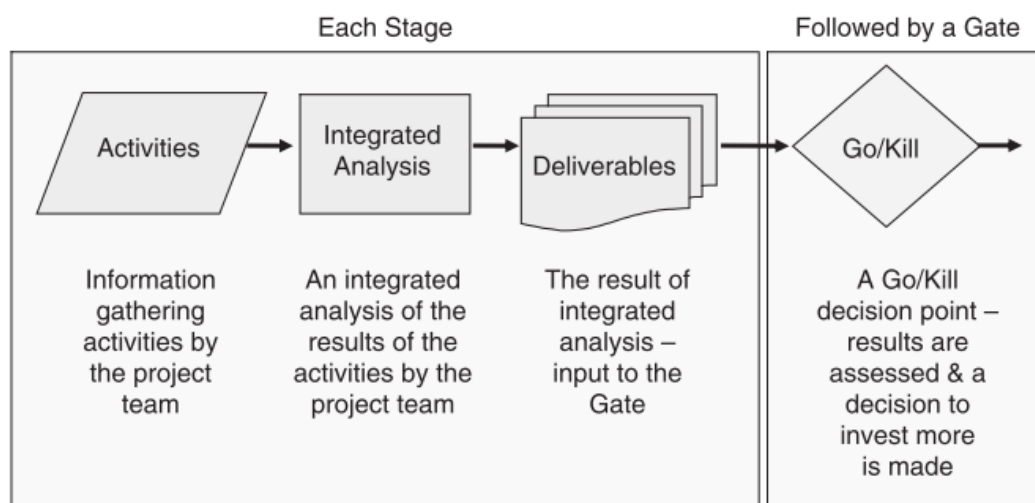 Each Stage
Followed by a Gate
Activities
Integrated
Analysis
Deliverables
Go/Kill
Information
gathering
activities by
the project
team
An integrated
analysis of the
results of the
activities by the
project team
The result of
integrated
analysis –
input to the
Gate
A Go/Kill
decision point –
results are
assessed & a
decision to
invest more
is made